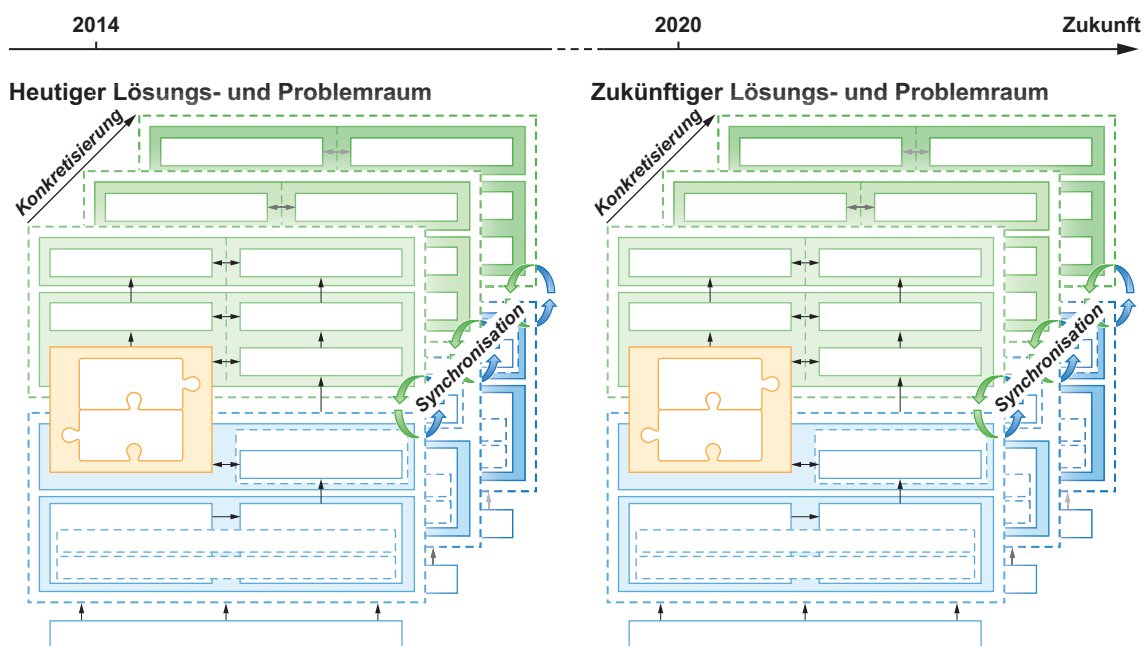 2014
2020
Zukunft
Heutiger Lösungs- und Problemraum
Zukünftiger Lösungs- und Problemraum
Konkretisierung
Synchronisation
Konkretisierung
Synchronisation